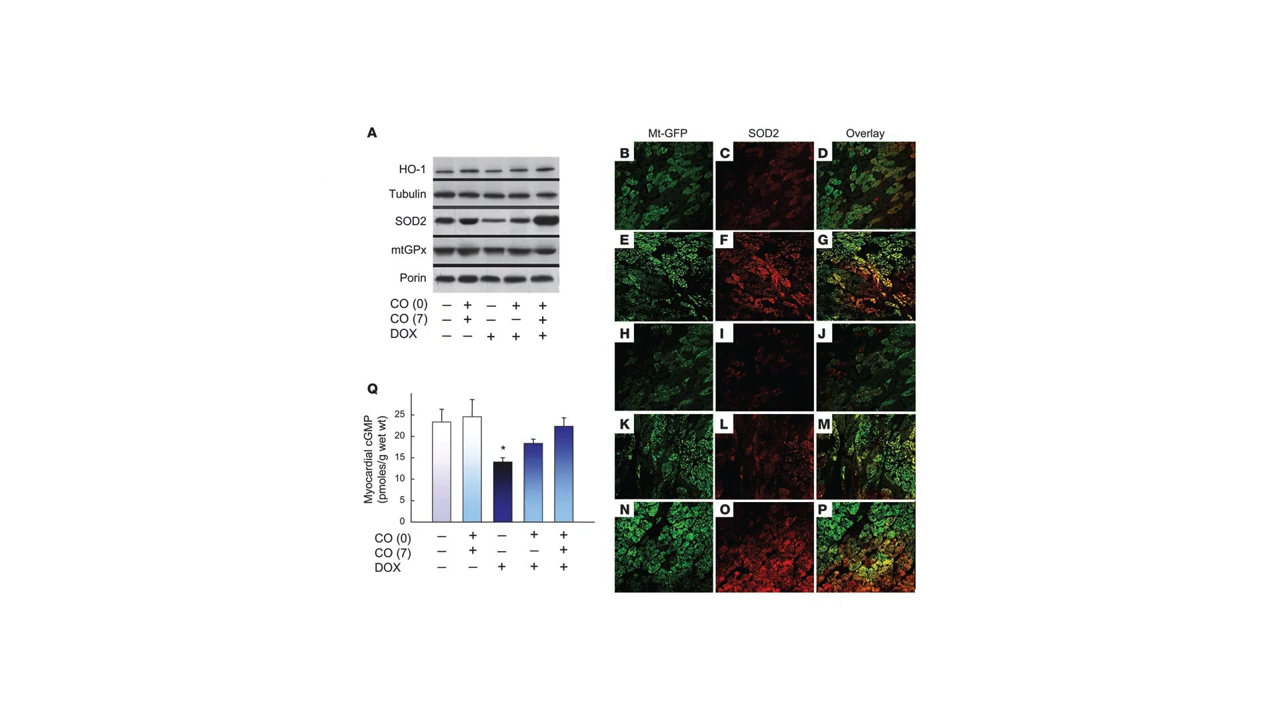 A
HO-1
Tubulin
SOD2
mtGPx
Porin
CO (0) – + – + +
CO (7) – + – – +
DOX – – + + +
Mt-GFP SOD2 Overlay
B C D
E F G
H I J
K L M
N O P
Q
Myocardial cGMP
(pmoles/g wet wt)
25
20
15
10
5
0
*
CO (0) – + – + +
CO (7) – + – – +
DOX – – + + +